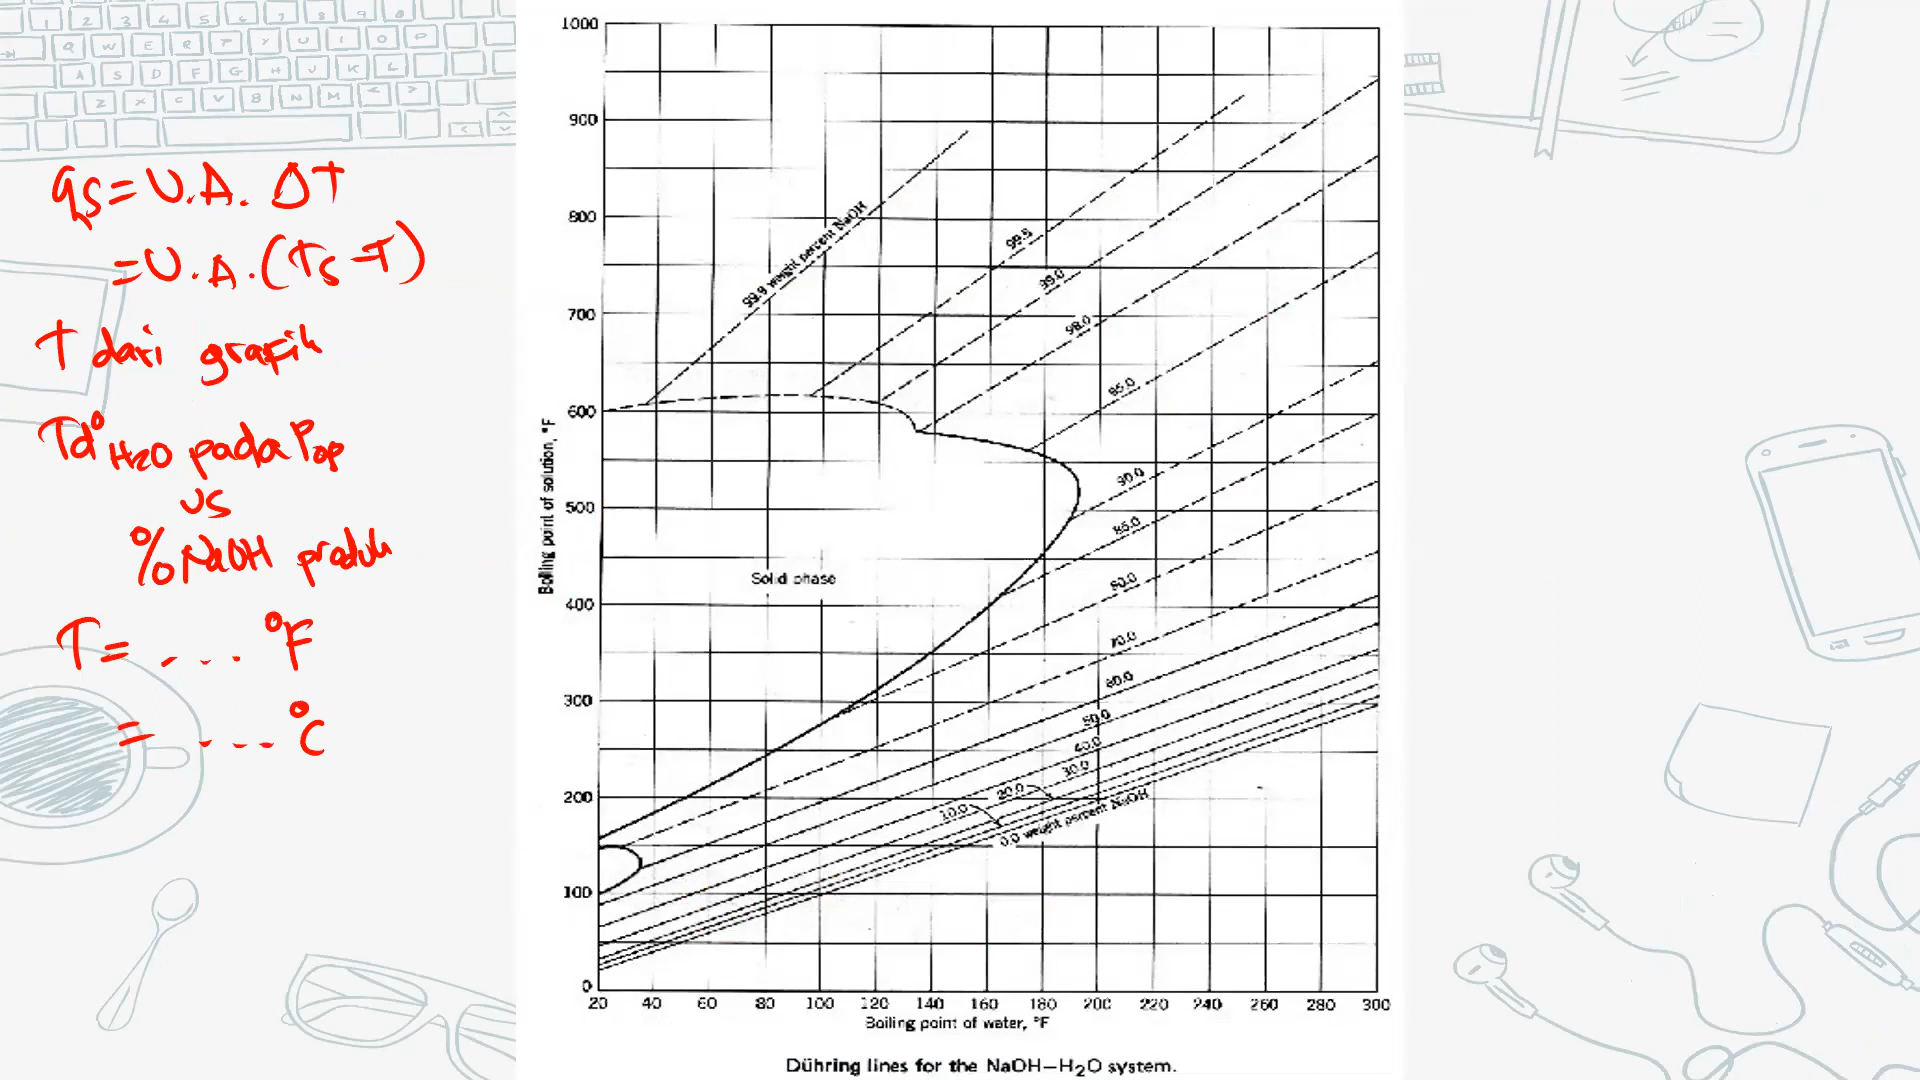 qs = U.A. ΔT
= U.A. (Ts - T)
T dari grafik
Td° H2O pada Pop
vs
% NaOH produk
T = .... °F
= .... °C
1000
900
800
700
600
500
400
300
200
100
0
Boiling point of solution, °F
99.9 weight percent NaOH
99.5
99.0
98.0
95.0
90.0
85.0
80.0
70.0
60.0
50.0
40.0
30.0
20.0
10.0
0.0 weight percent NaOH
Solid phase
20 40 60 80 100 120 140 160 180 200 220 240 260 280 300
Boiling point of water, °F
Dühring lines for the NaOH–H2O system.